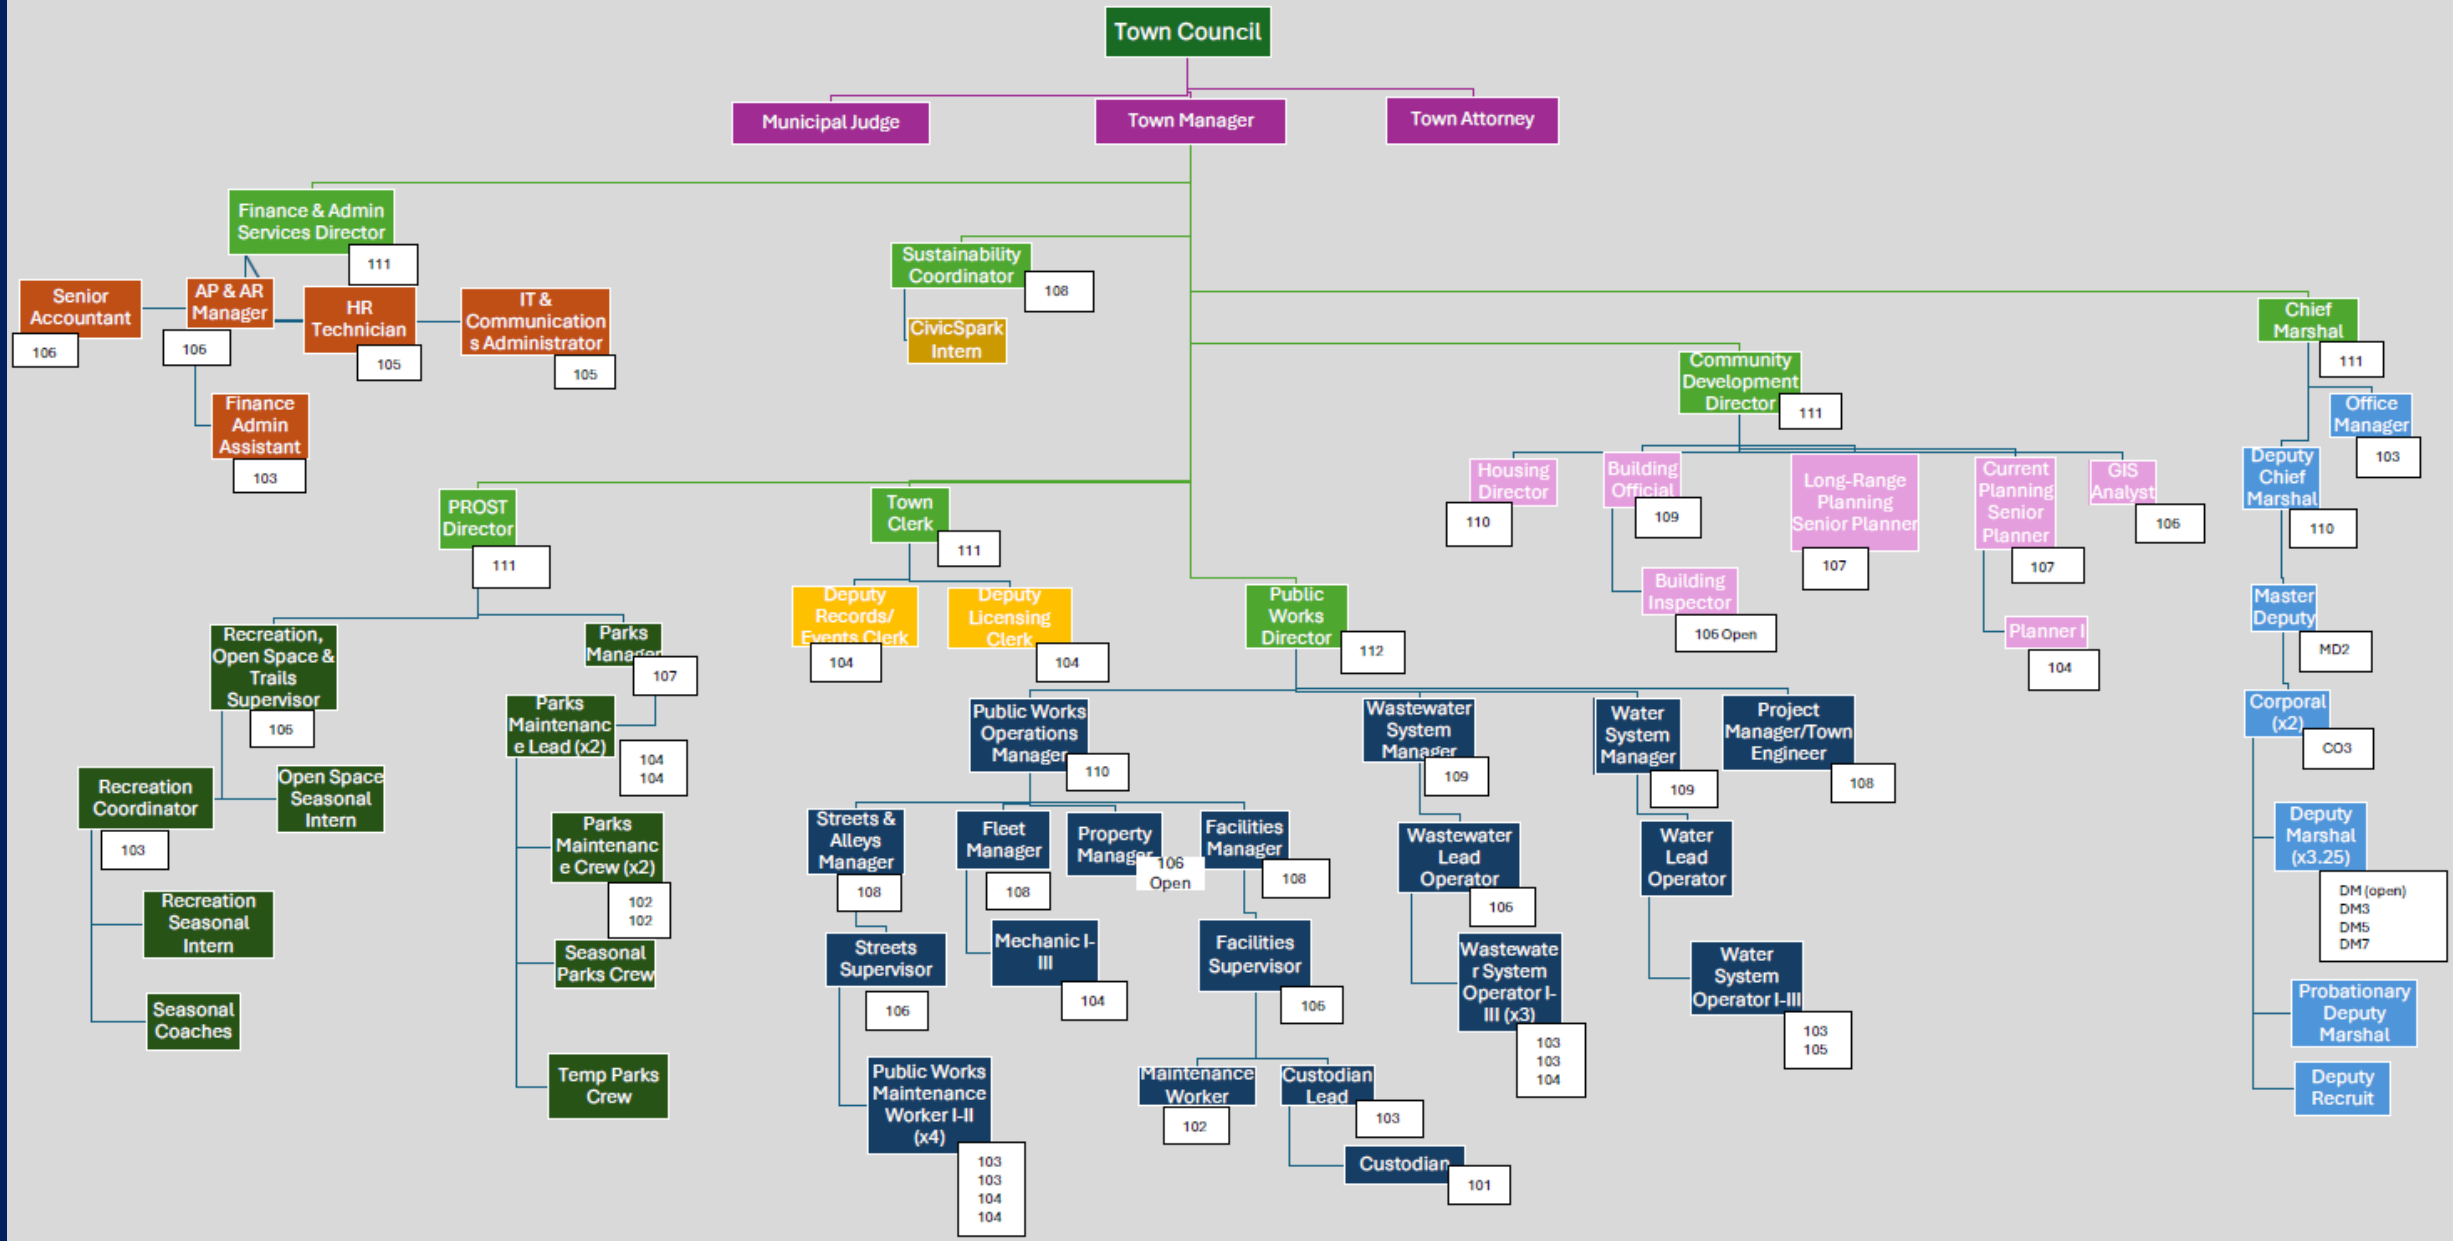 Town Council
Municipal Judge
Town Manager
Town Attorney
Finance & Admin
Services Director
111
Senior
Accountant
106
AP & AR
Manager
106
HR
Technician
105
IT &
Communication
s Administrator
105
Finance
Admin
Assistant
103
Sustainability
Coordinator
108
CivicSpark
Intern
Chief
Marshal
111
Office
Manager
103
Deputy
Chief
Marshal
110
Master
Deputy
MD2
Corporal
(x2)
CO3
Deputy
Marshal
(x3.25)
DM (open)
DM3
DM5
DM7
Probationary
Deputy
Marshal
Deputy
Recruit
Community
Development
Director
111
Housing
Director
110
Building
Official
109
Building
Inspector
106 Open
Long-Range
Planning
Senior Planner
107
Current
Planning
Senior
Planner
107
Planner I
104
GIS
Analyst
106
PROST
Director
111
Recreation,
Open Space &
Trails
Supervisor
106
Recreation
Coordinator
103
Open Space
Seasonal
Intern
Recreation
Seasonal
Intern
Seasonal
Coaches
Parks
Manager
107
Parks
Maintenanc
e Lead (x2)
104
104
Parks
Maintenanc
e Crew (x2)
102
102
Seasonal
Parks Crew
Temp Parks
Crew
Town
Clerk
111
Deputy
Records/
Events Clerk
104
Deputy
Licensing
Clerk
104
Public
Works
Director
112
Public Works
Operations
Manager
110
Streets &
Alleys
Manager
108
Streets
Supervisor
106
Public Works
Maintenance
Worker I-II
(x4)
103
103
104
104
Fleet
Manager
108
Mechanic I-
III
104
Property
Manager
106
Open
Facilities
Manager
108
Facilities
Supervisor
106
Maintenance
Worker
102
Custodian
Lead
103
Custodian
101
Wastewater
System
Manager
109
Wastewater
Lead
Operator
106
Wastewate
r System
Operator I-
III (x3)
103
103
104
Water
System
Manager
109
Water
Lead
Operator
Water
System
Operator I-III
103
105
Project
Manager/Town
Engineer
108